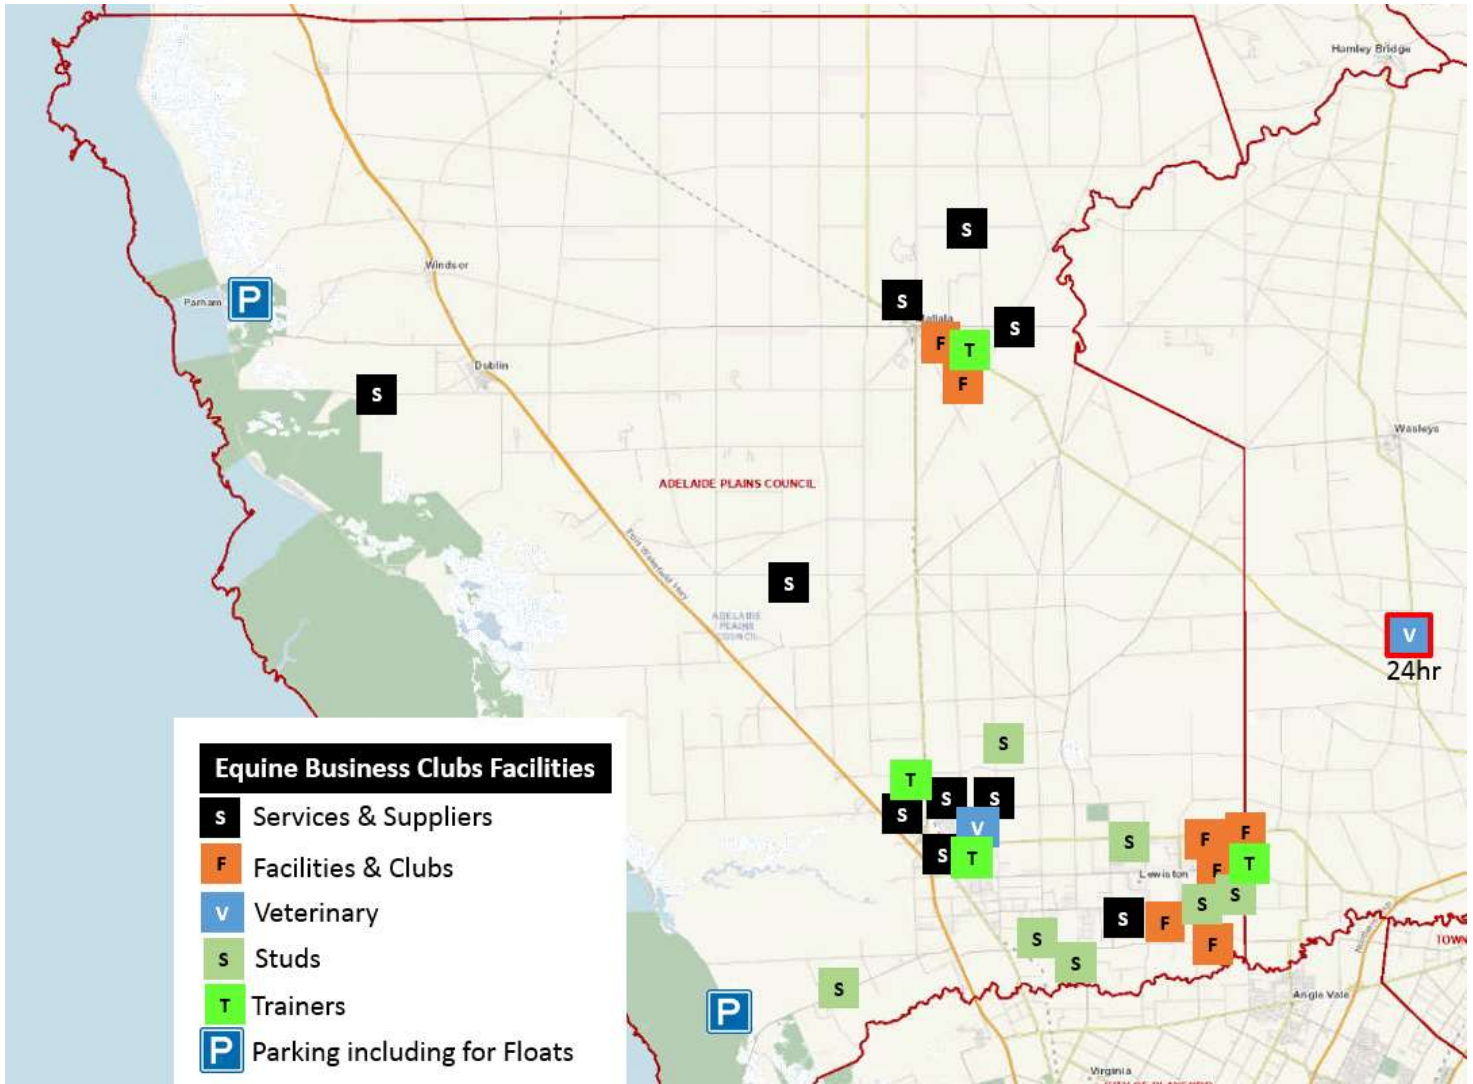 Hamley Bridge
S
Windsor
Parham
P
S
S
F
T
F
Dublin
S
Wasleys
ADELAIDE PLAINS COUNCIL
Port Wakefield Hwy
S
ADELAIDE
PLAINS
COUNCIL
V
24hr
S
T
S
S
S
V
S
T
S
F
F
F
T
Lewiston
S
S
S
F
F
S
S
S
P
TOWN
Angle Vale
Virginia
Equine Business Clubs Facilities
S Services & Suppliers
F Facilities & Clubs
V Veterinary
S Studs
T Trainers
P Parking including for Floats